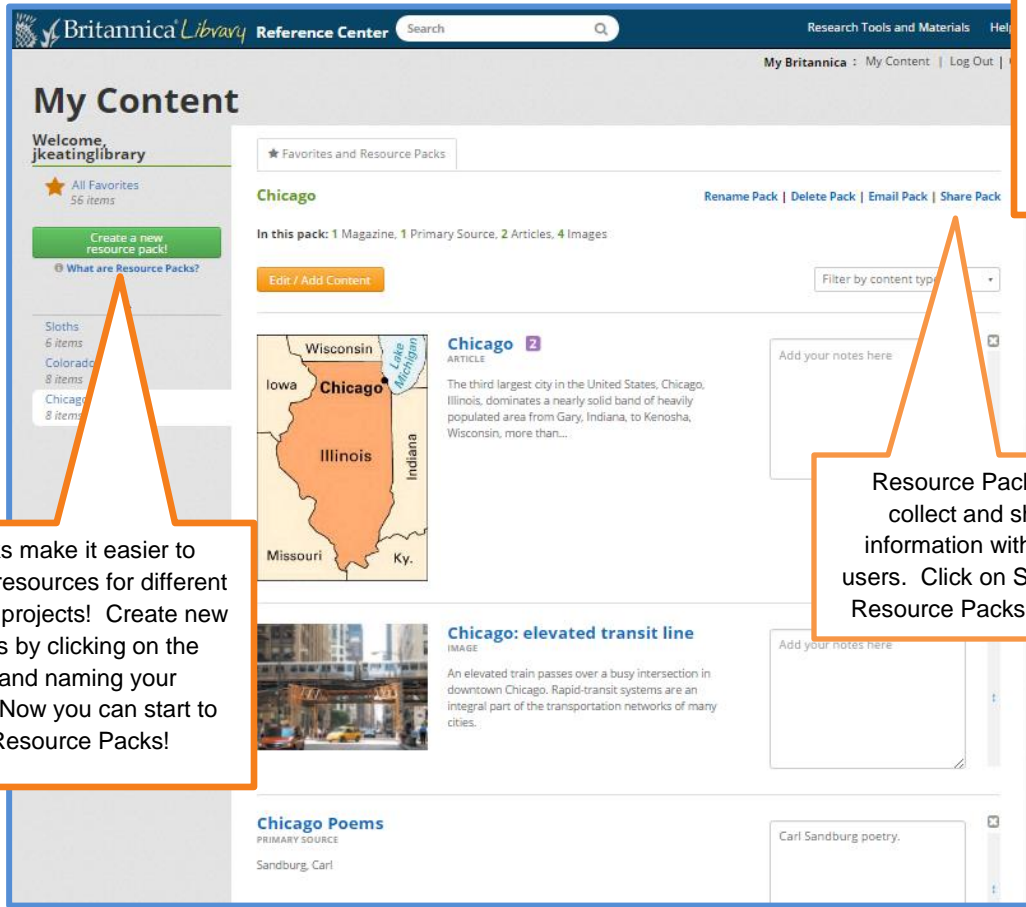 Britannica Library Reference Center
Search
Research Tools and Materials
My Britannica : My Content | Log Out |
My Content
Welcome,
jkeatinglibrary
All Favorites
56 items
Create a new
resource pack!
What are Resource Packs?
Sloths
6 items
Colorado
8 items
Chicago
8 items
Favorites and Resource Packs
Chicago
Rename Pack | Delete Pack | Email Pack | Share Pack
In this pack: 1 Magazine, 1 Primary Source, 2 Articles, 4 Images
Edit / Add Content
Filter by content type
Wisconsin
Lake Michigan
Iowa
Chicago
Illinois
Indiana
Missouri
Ky.
Chicago 2
ARTICLE
The third largest city in the United States, Chicago,
Illinois, dominates a nearly solid band of heavily
populated area from Gary, Indiana, to Kenosha,
Wisconsin, more than...
Add your notes here
Resource
collect and
information with
users. Click on
Resource Packs
make it easier to
resources for different
projects! Create new
by clicking on the
and naming your
Now you can start to
Resource Packs!
Chicago: elevated transit line
IMAGE
An elevated train passes over a busy intersection in
downtown Chicago. Rapid-transit systems are an
integral part of the transportation networks of many
cities.
Add your notes here
Chicago Poems
PRIMARY SOURCE
Sandburg, Carl
Carl Sandburg poetry.